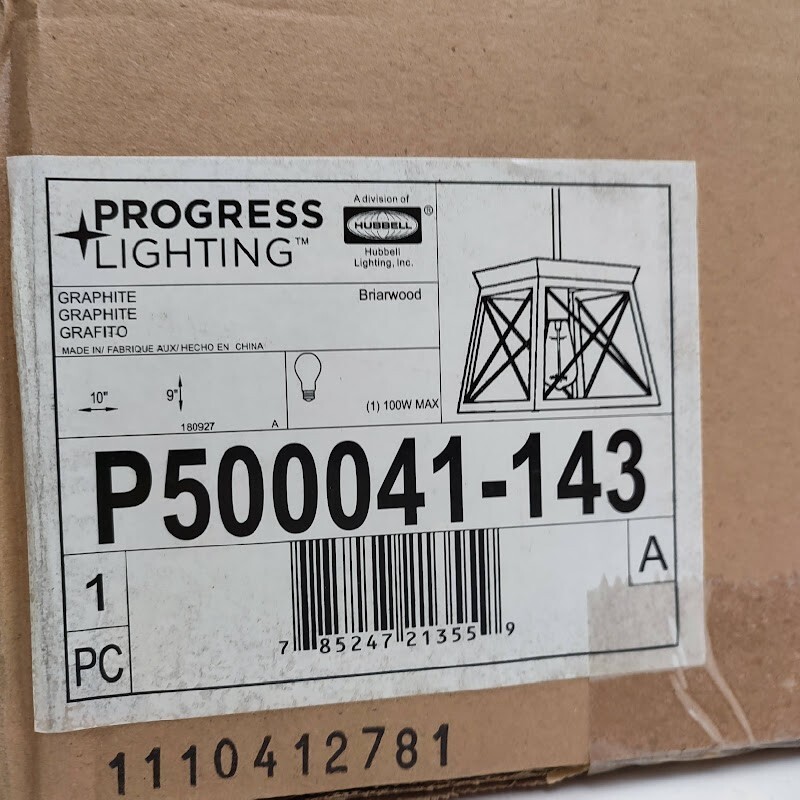 PROGRESS
LIGHTING™
A division of
HUBBELL®
Hubbell
Lighting, Inc.
GRAPHITE
GRAPHITE
GRAFITO
Briarwood
MADE IN/ FABRIQUE AUX/ HECHO EN CHINA
10"
9"
180927 A
(1) 100W MAX
P500041-143
1
PC
A
7 85247 21355 9
1110412781